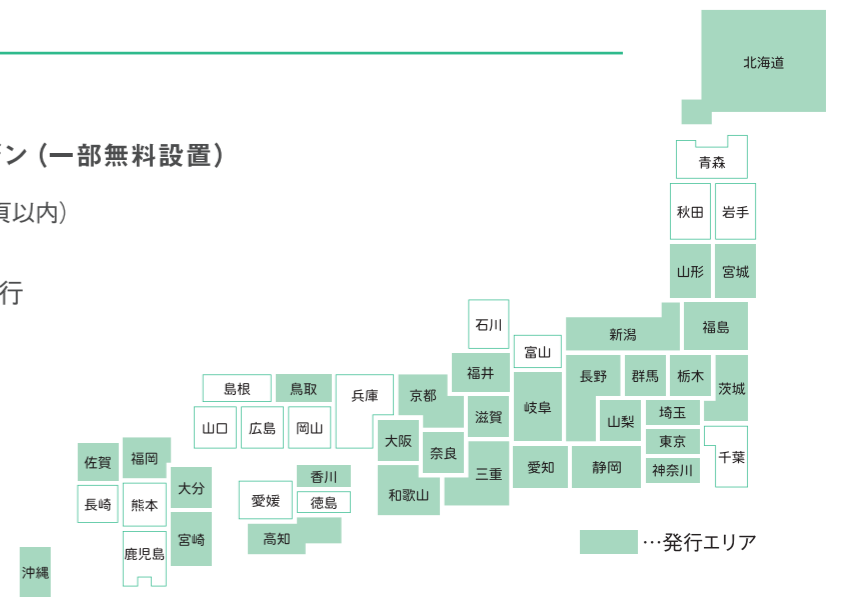 ン（一部無料設置）
頁以内）
行
北海道
青森
秋田
岩手
山形
宮城
石川
新潟
福島
富山
福井
長野
群馬
栃木
茨城
島根
鳥取
兵庫
京都
滋賀
岐阜
山梨
埼玉
山口
広島
岡山
大阪
奈良
東京
千葉
佐賀
福岡
三重
愛知
静岡
神奈川
大分
香川
和歌山
長崎
熊本
愛媛
徳島
宮崎
高知
鹿児島
沖縄
…発行エリア